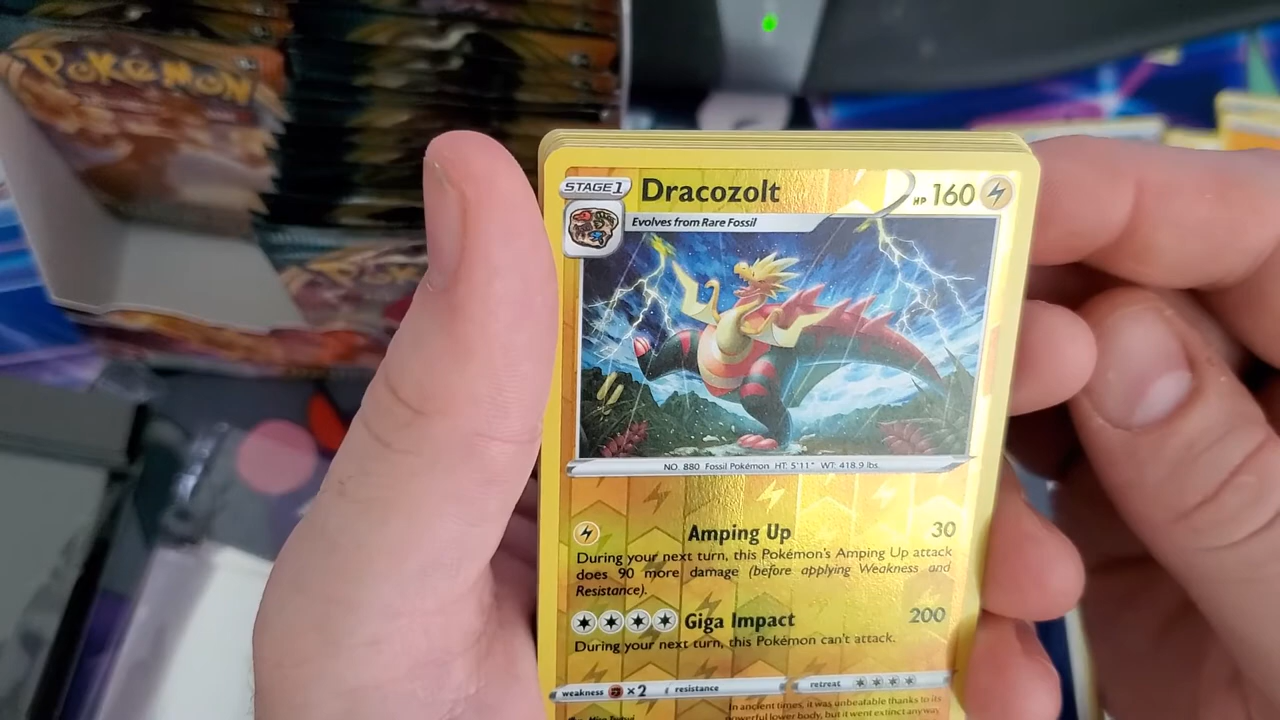 POKéMON
STAGE 1
Dracozolt
HP 160
Evolves from Rare Fossil
NO. 880 Fossil Pokémon HT: 5'11" WT: 418.9 lbs.
Amping Up 30
During your next turn, this Pokémon's Amping Up attack
does 90 more damage (before applying Weakness and
Resistance).
Giga Impact 200
During your next turn, this Pokémon can't attack.
weakness ×2 resistance retreat
In ancient times, it was unbeatable thanks to its
powerful lower body, but it went extinct anyway